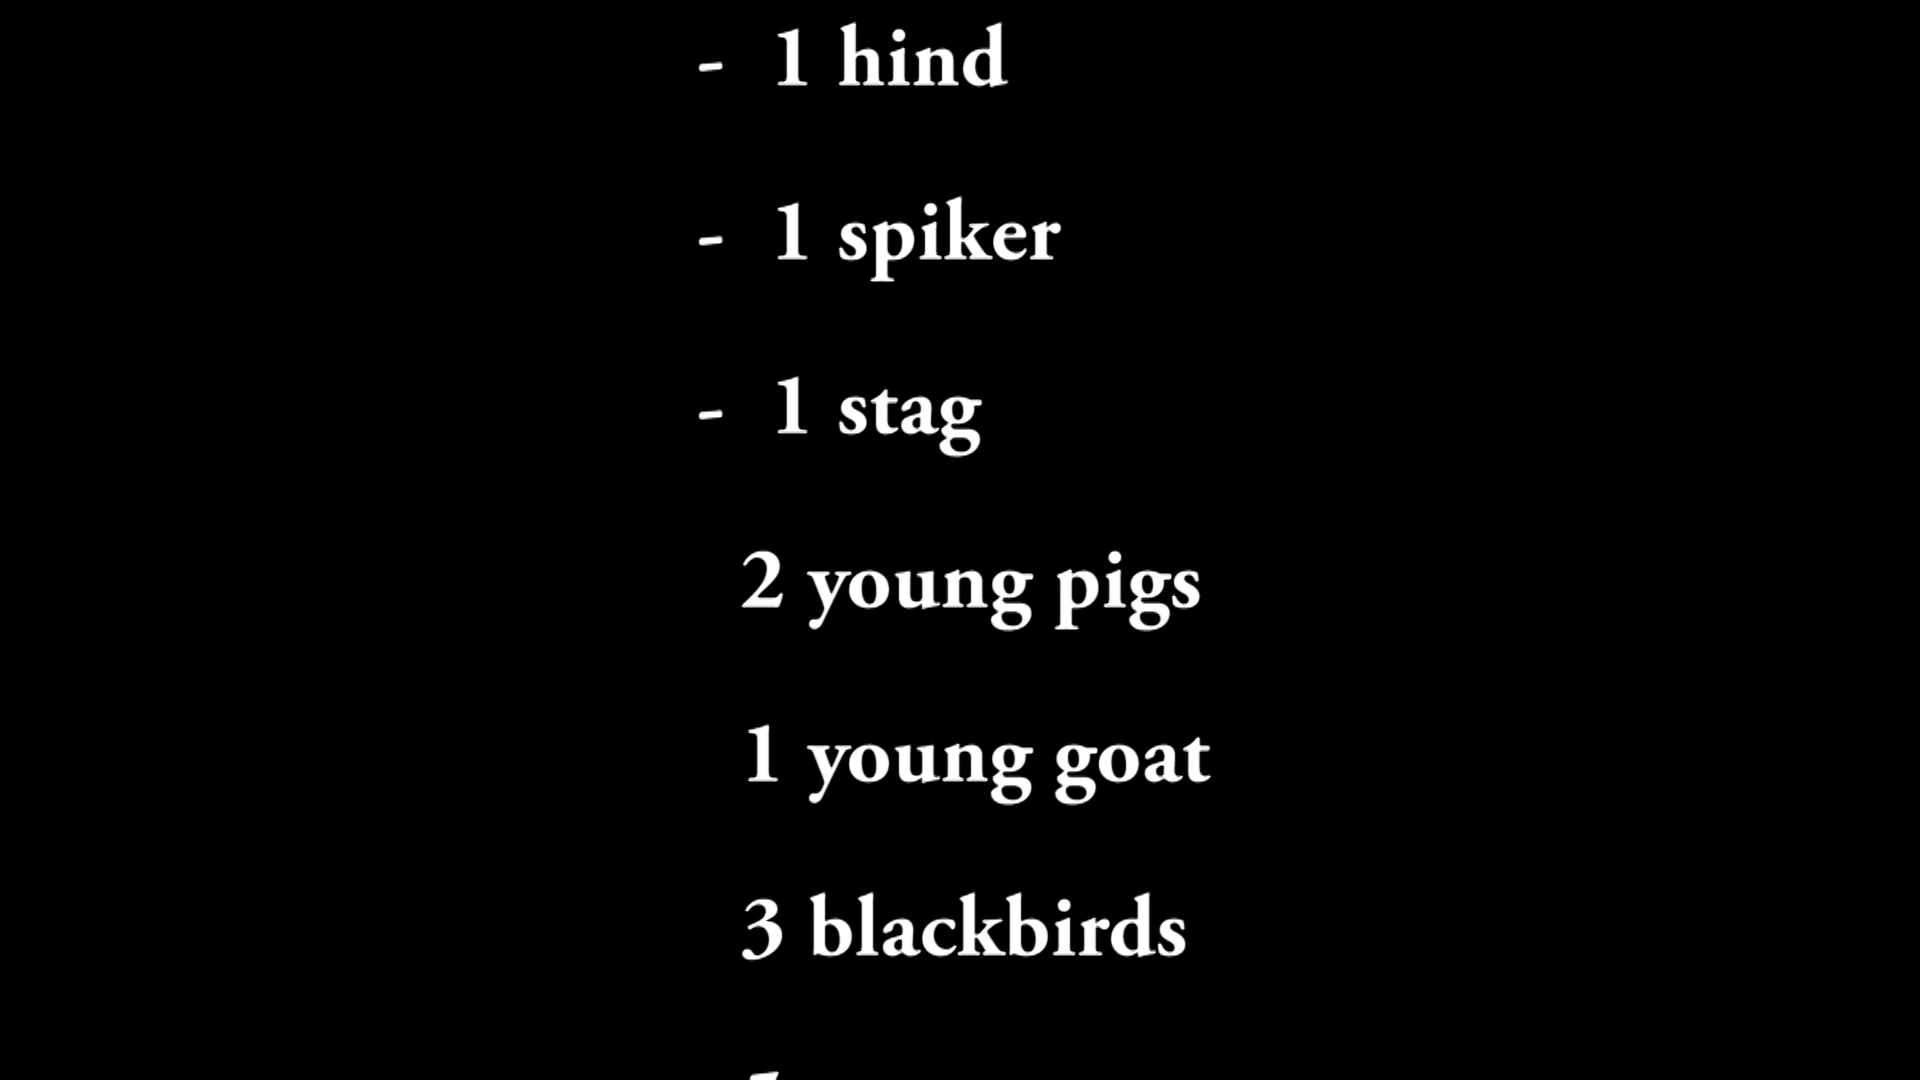 - 1 hind
- 1 spiker
- 1 stag
2 young pigs
1 young goat
3 blackbirds